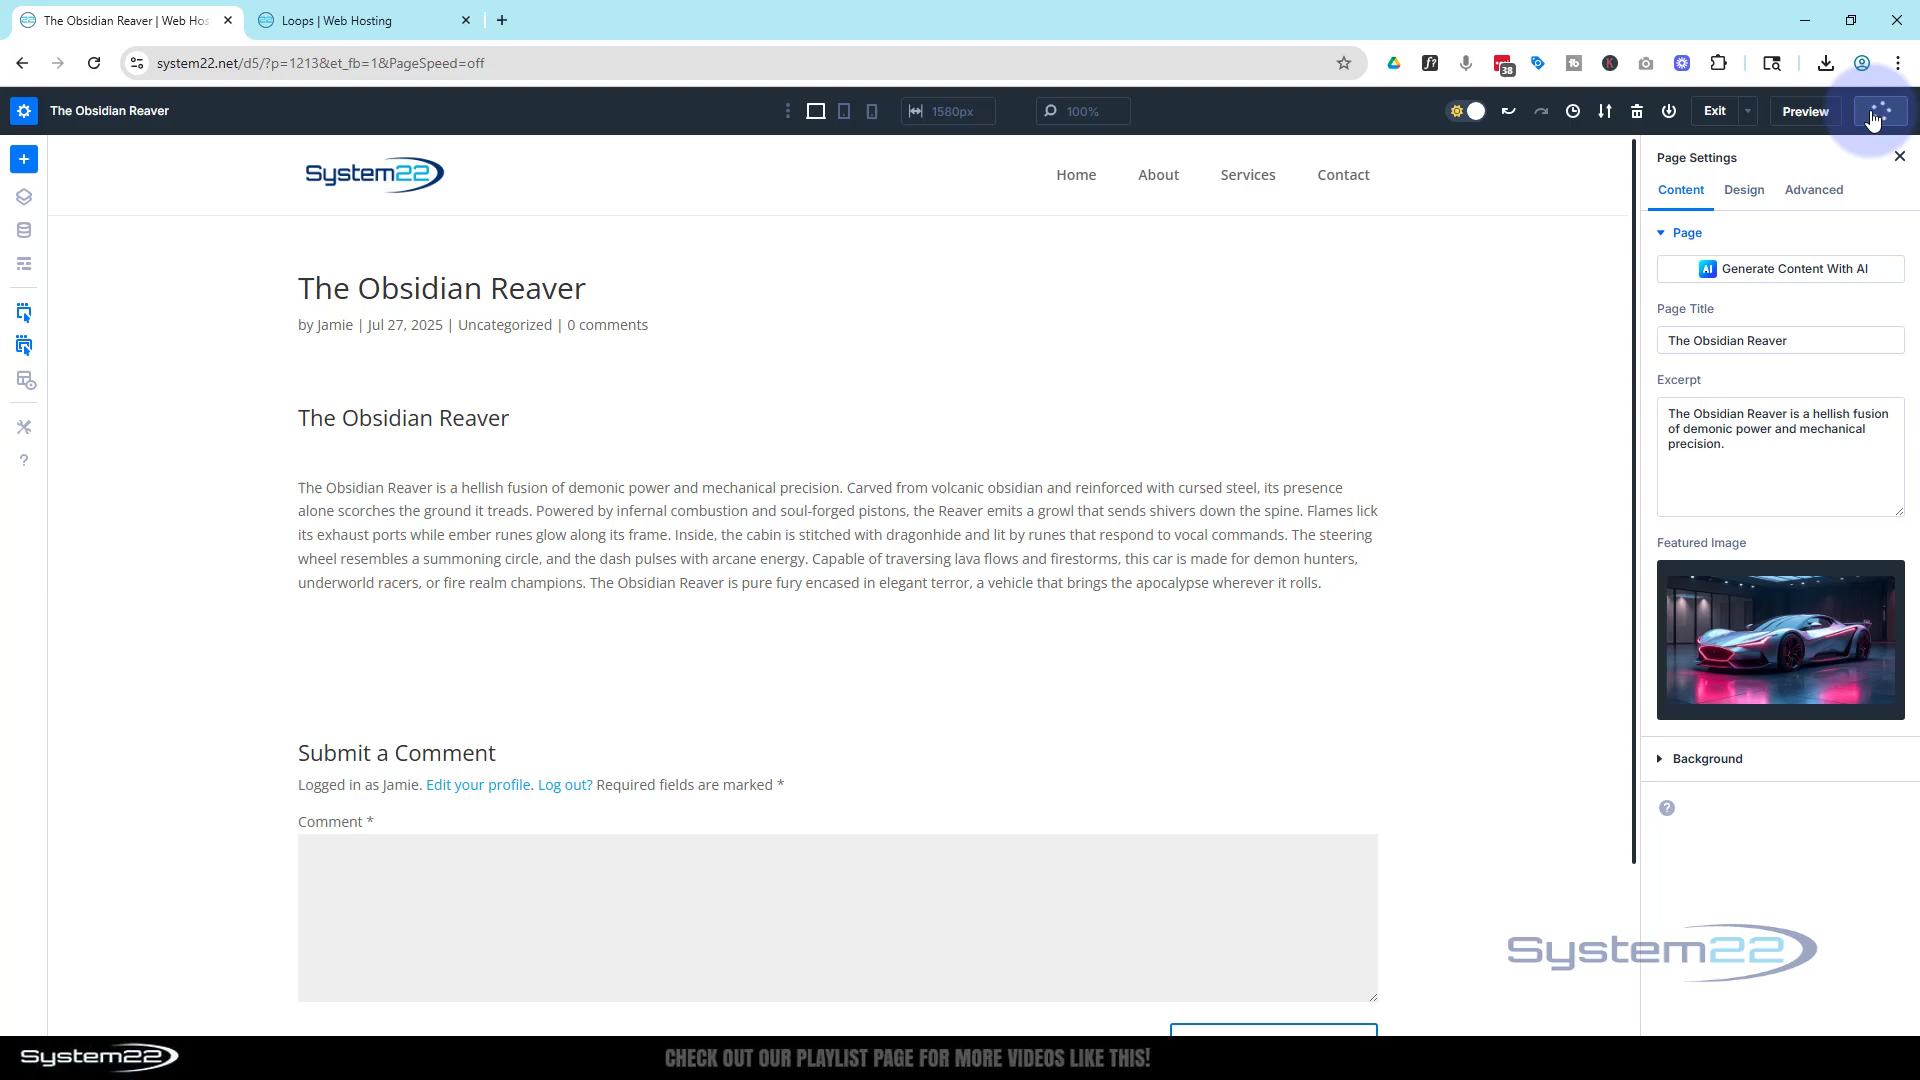 The Obsidian Reaver | Web Hos
Loops | Web Hosting
system22.net/d5/?p=1213&et_fb=1&PageSpeed=off
38
The Obsidian Reaver
1580px
100%
Exit
Preview
System22
Home
About
Services
Contact
The Obsidian Reaver
by Jamie | Jul 27, 2025 | Uncategorized | 0 comments
The Obsidian Reaver
The Obsidian Reaver is a hellish fusion of demonic power and mechanical precision. Carved from volcanic obsidian and reinforced with cursed steel, its presence
alone scorches the ground it treads. Powered by infernal combustion and soul-forged pistons, the Reaver emits a growl that sends shivers down the spine. Flames lick
its exhaust ports while ember runes glow along its frame. Inside, the cabin is stitched with dragonhide and lit by runes that respond to vocal commands. The steering
wheel resembles a summoning circle, and the dash pulses with arcane energy. Capable of traversing lava flows and firestorms, this car is made for demon hunters,
underworld racers, or fire realm champions. The Obsidian Reaver is pure fury encased in elegant terror, a vehicle that brings the apocalypse wherever it rolls.
Submit a Comment
Logged in as Jamie. Edit your profile. Log out? Required fields are marked *
Comment *
Page Settings
Content
Design
Advanced
Page
AI Generate Content With AI
Page Title
The Obsidian Reaver
Excerpt
The Obsidian Reaver is a hellish fusion
of demonic power and mechanical
precision.
Featured Image
Background
System22
System22
CHECK OUT OUR PLAYLIST PAGE FOR MORE VIDEOS LIKE THIS!